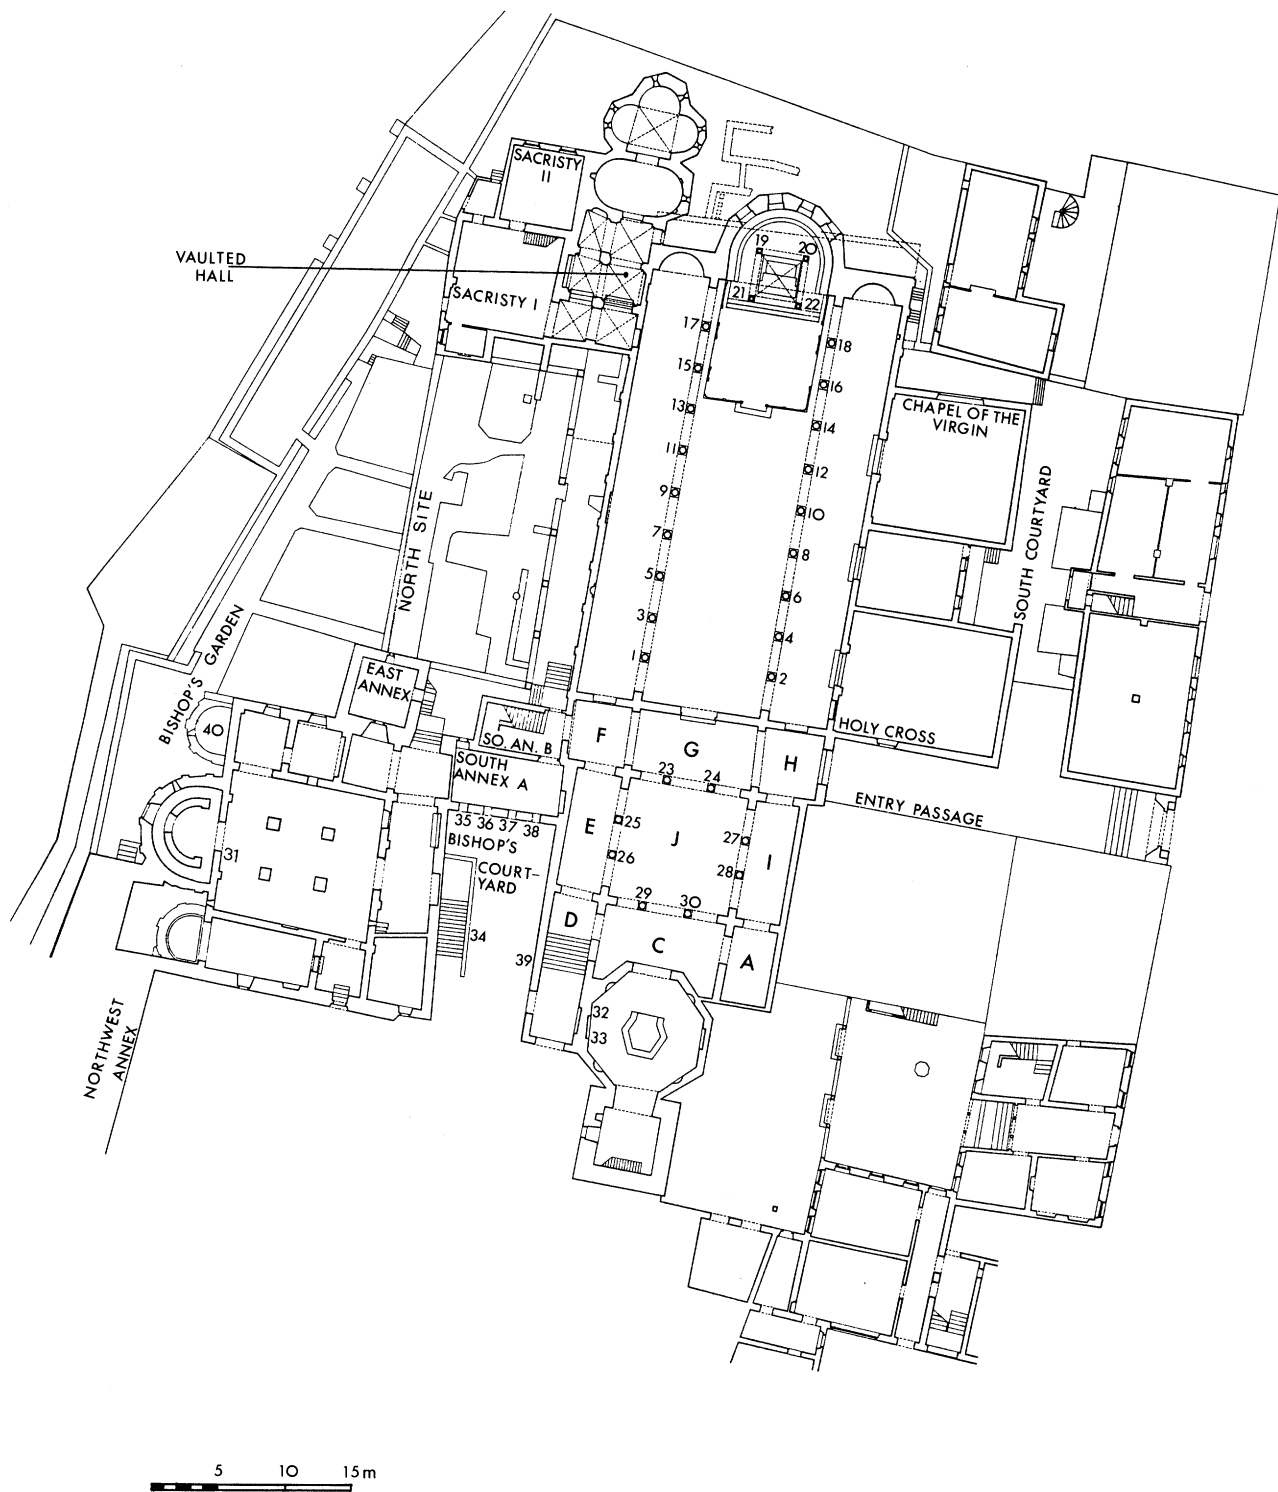 SACRISTY
II
VAULTED
HALL
SACRISTY I
19
20
21
22
17
18
15
16
13
14
11
12
9
10
7
8
5
6
3
4
1
2
CHAPEL OF THE
VIRGIN
SOUTH COURTYARD
NORTH SITE
BISHOP'S GARDEN
EAST
ANNEX
40
SO. AN. B
SOUTH
ANNEX A
F
G
H
HOLY CROSS
23
24
ENTRY PASSAGE
35
36
37
38
BISHOP'S
COURT-
YARD
E
25
26
J
27
28
I
31
29
30
D
C
A
34
39
32
33
NORTHWEST
ANNEX
5
10
15 m